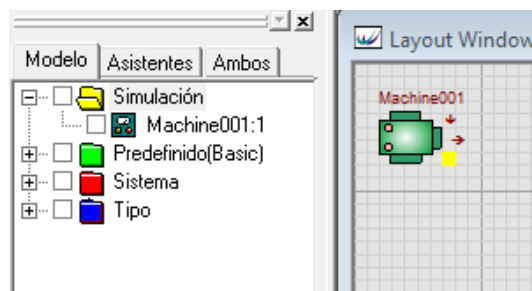 Modelo Asistentes Ambos
Simulación
Machine001:1
Predefinido(Basic)
Sistema
Tipo
Layout Window
Machine001